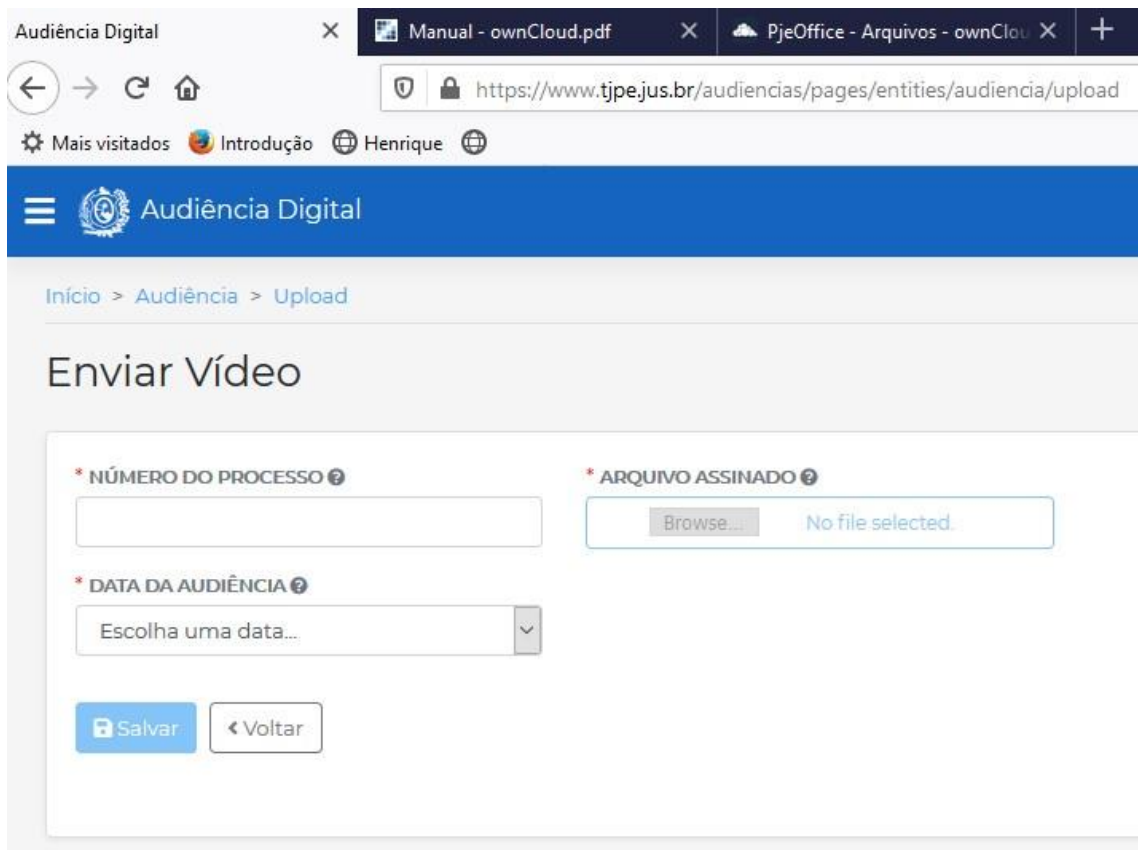 Audiência Digital
Manual - ownCloud.pdf
PjeOffice - Arquivos - ownClou
https://www.tjpe.jus.br/audiencias/pages/entities/audiencia/upload
Mais visitados Introdução Henrique
Audiência Digital
Início > Audiência > Upload
Enviar Vídeo
* NÚMERO DO PROCESSO
* ARQUIVO ASSINADO
Browse... No file selected.
* DATA DA AUDIÊNCIA
Escolha uma data...
Salvar
Voltar